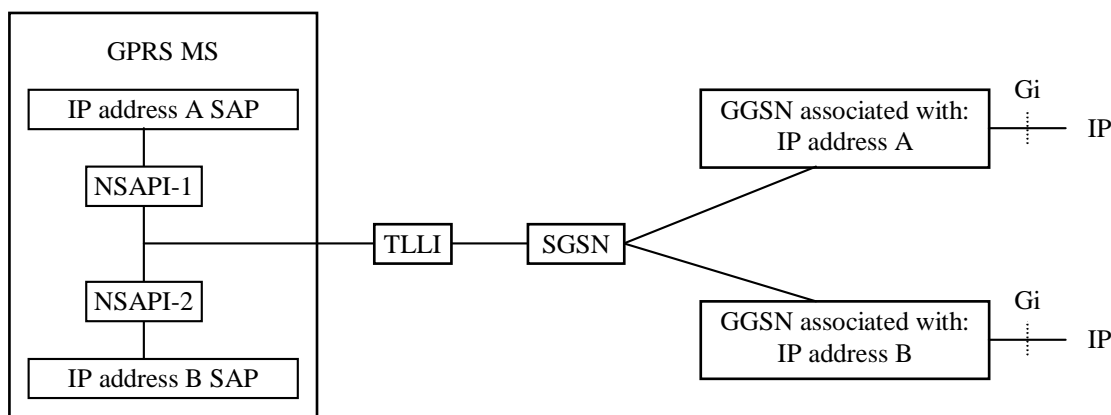 GPRS MS
IP address A SAP
NSAPI-1
NSAPI-2
IP address B SAP
TLLI
SGSN
GGSN associated with:
IP address A
Gi
IP
GGSN associated with:
IP address B
Gi
IP